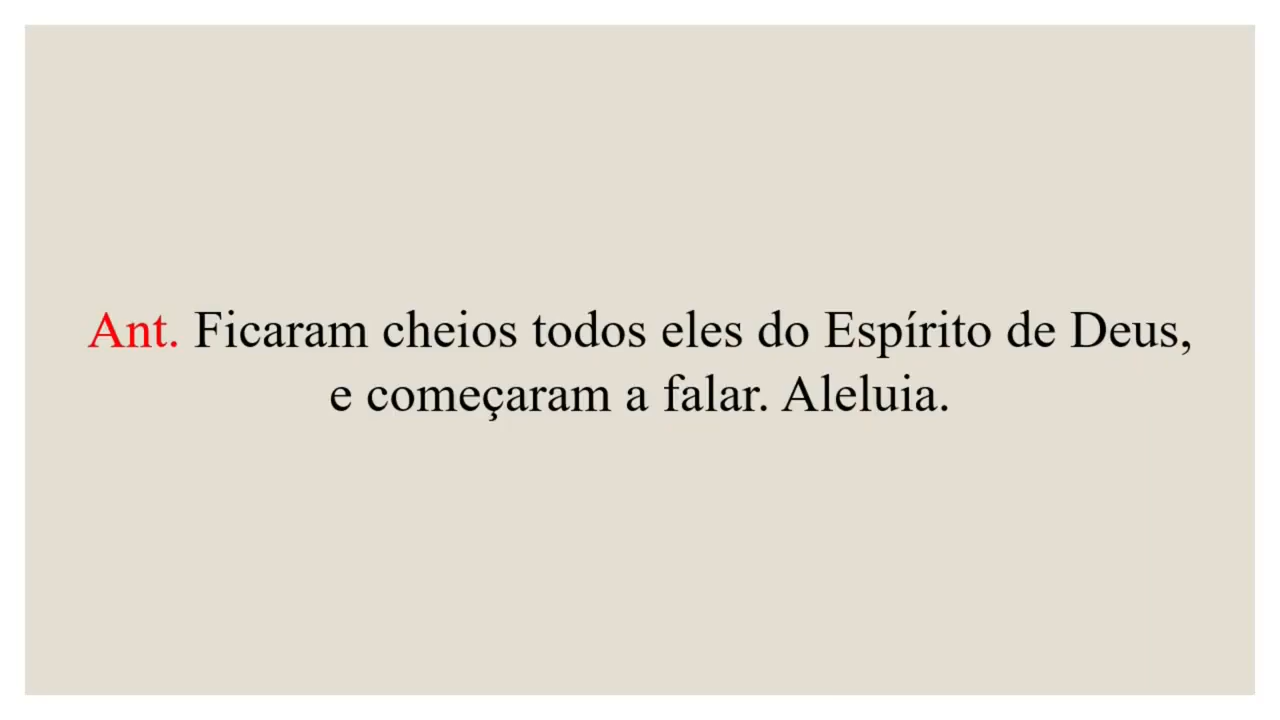 Ant. Ficaram cheios todos eles do Espírito de Deus,
e começaram a falar. Aleluia.